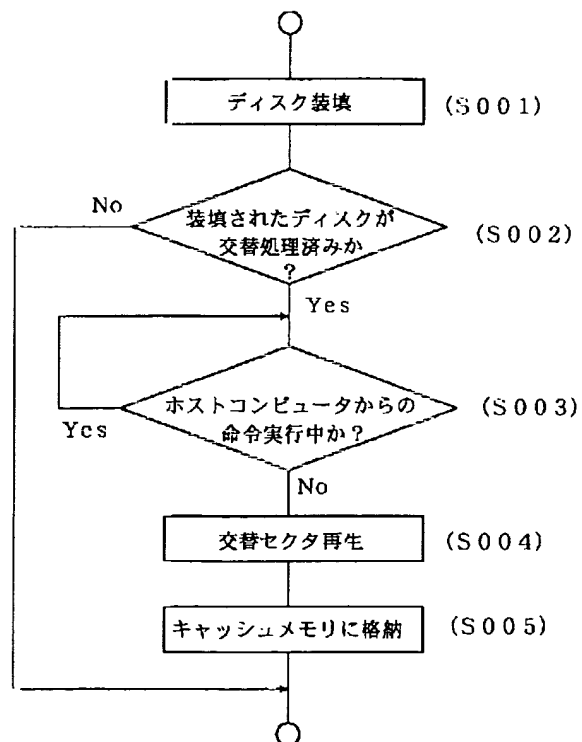 ディスク装填
(S001)
No
装填されたディスクが
交替処理済みか
?
(S002)
Yes
ホストコンピュータからの
命令実行中か?
(S003)
Yes
No
交替セクタ再生
(S004)
キャッシュメモリに格納
(S005)